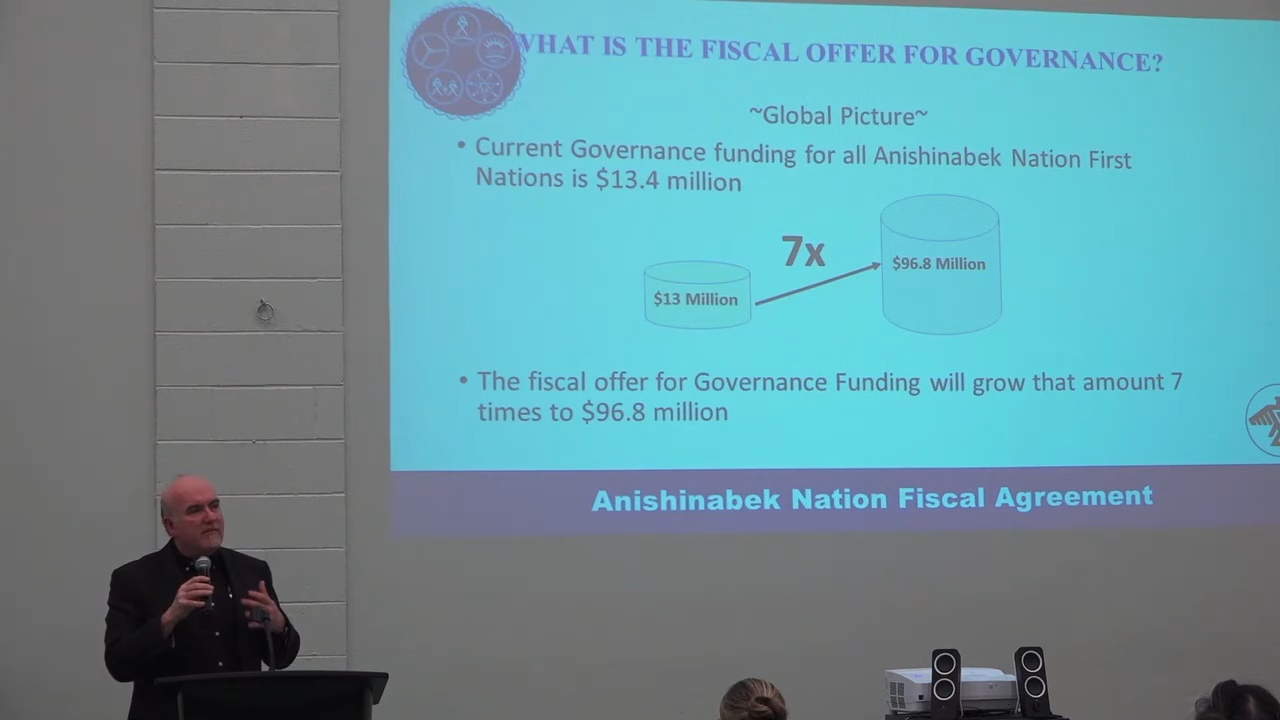 WHAT IS THE FISCAL OFFER FOR GOVERNANCE?
~Global Picture~
• Current Governance funding for all Anishinabek Nation First
Nations is $13.4 million
7x
$96.8 Million
$13 Million
• The fiscal offer for Governance Funding will grow that amount 7
times to $96.8 million
Anishinabek Nation Fiscal Agreement